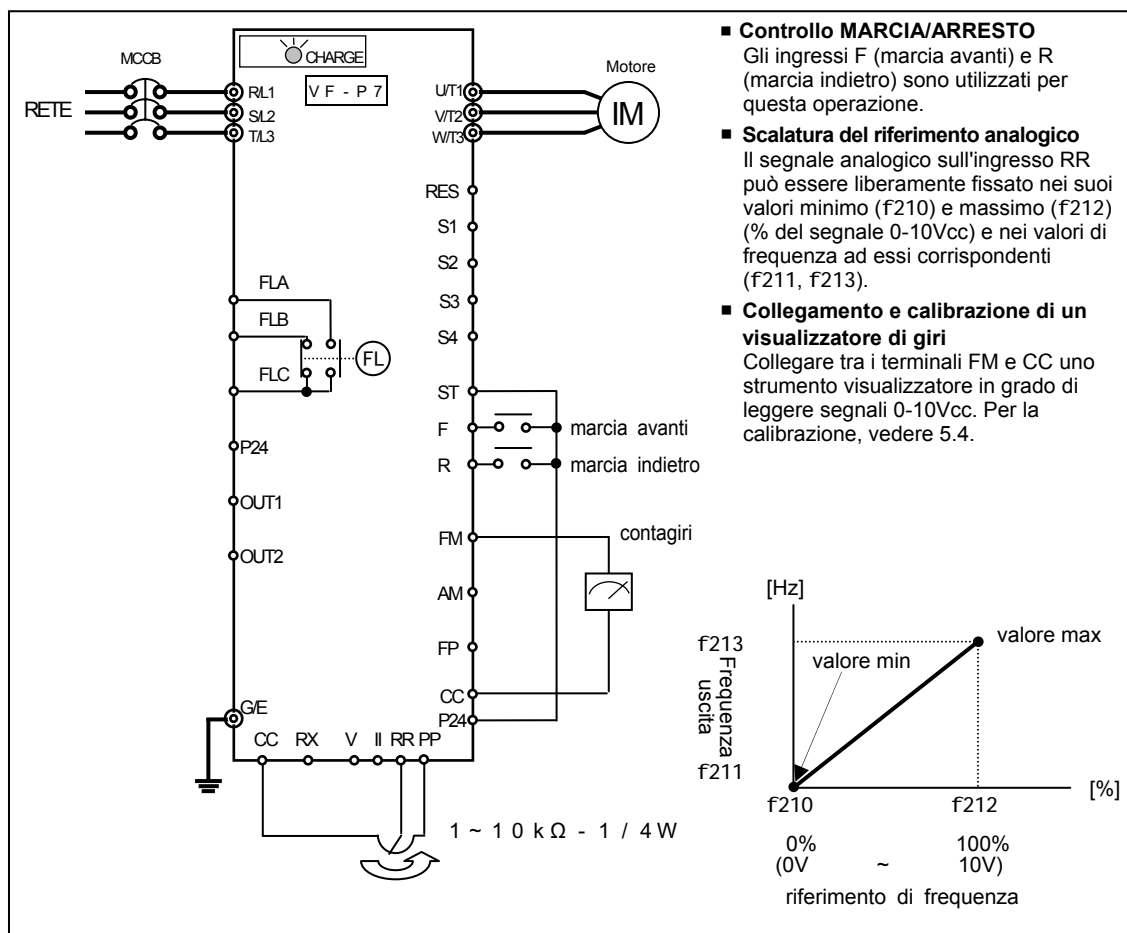 MCCB
RETE
CHARGE
VF-P7
R/L1
S/L2
T/L3
U/T1
V/T2
W/T3
Motore
IM
RES
S1
S2
S3
S4
FLA
FLB
FLC
FL
ST
F
marcia avanti
R
marcia indietro
P24
OUT1
OUT2
FM
contagiri
AM
FP
CC
P24
G/E
CC RX V II RR PP
1 ~ 10 kΩ - 1 / 4 W
■ Controllo MARCIA/ARRESTO
Gli ingressi F (marcia avanti) e R
(marcia indietro) sono utilizzati per
questa operazione.
■ Scalatura del riferimento analogico
Il segnale analogico sull'ingresso RR
può essere liberamente fissato nei suoi
valori minimo (f210) e massimo (f212)
(% del segnale 0-10Vcc) e nei valori di
frequenza ad essi corrispondenti
(f211, f213).
■ Collegamento e calibrazione di un
visualizzatore di giri
Collegare tra i terminali FM e CC uno
strumento visualizzatore in grado di
leggere segnali 0-10Vcc. Per la
calibrazione, vedere 5.4.
[Hz]
f213
Frequenza
uscita
f211
valore min
valore max
[%]
f210 f212
0% 100%
(0V ~ 10V)
riferimento di frequenza